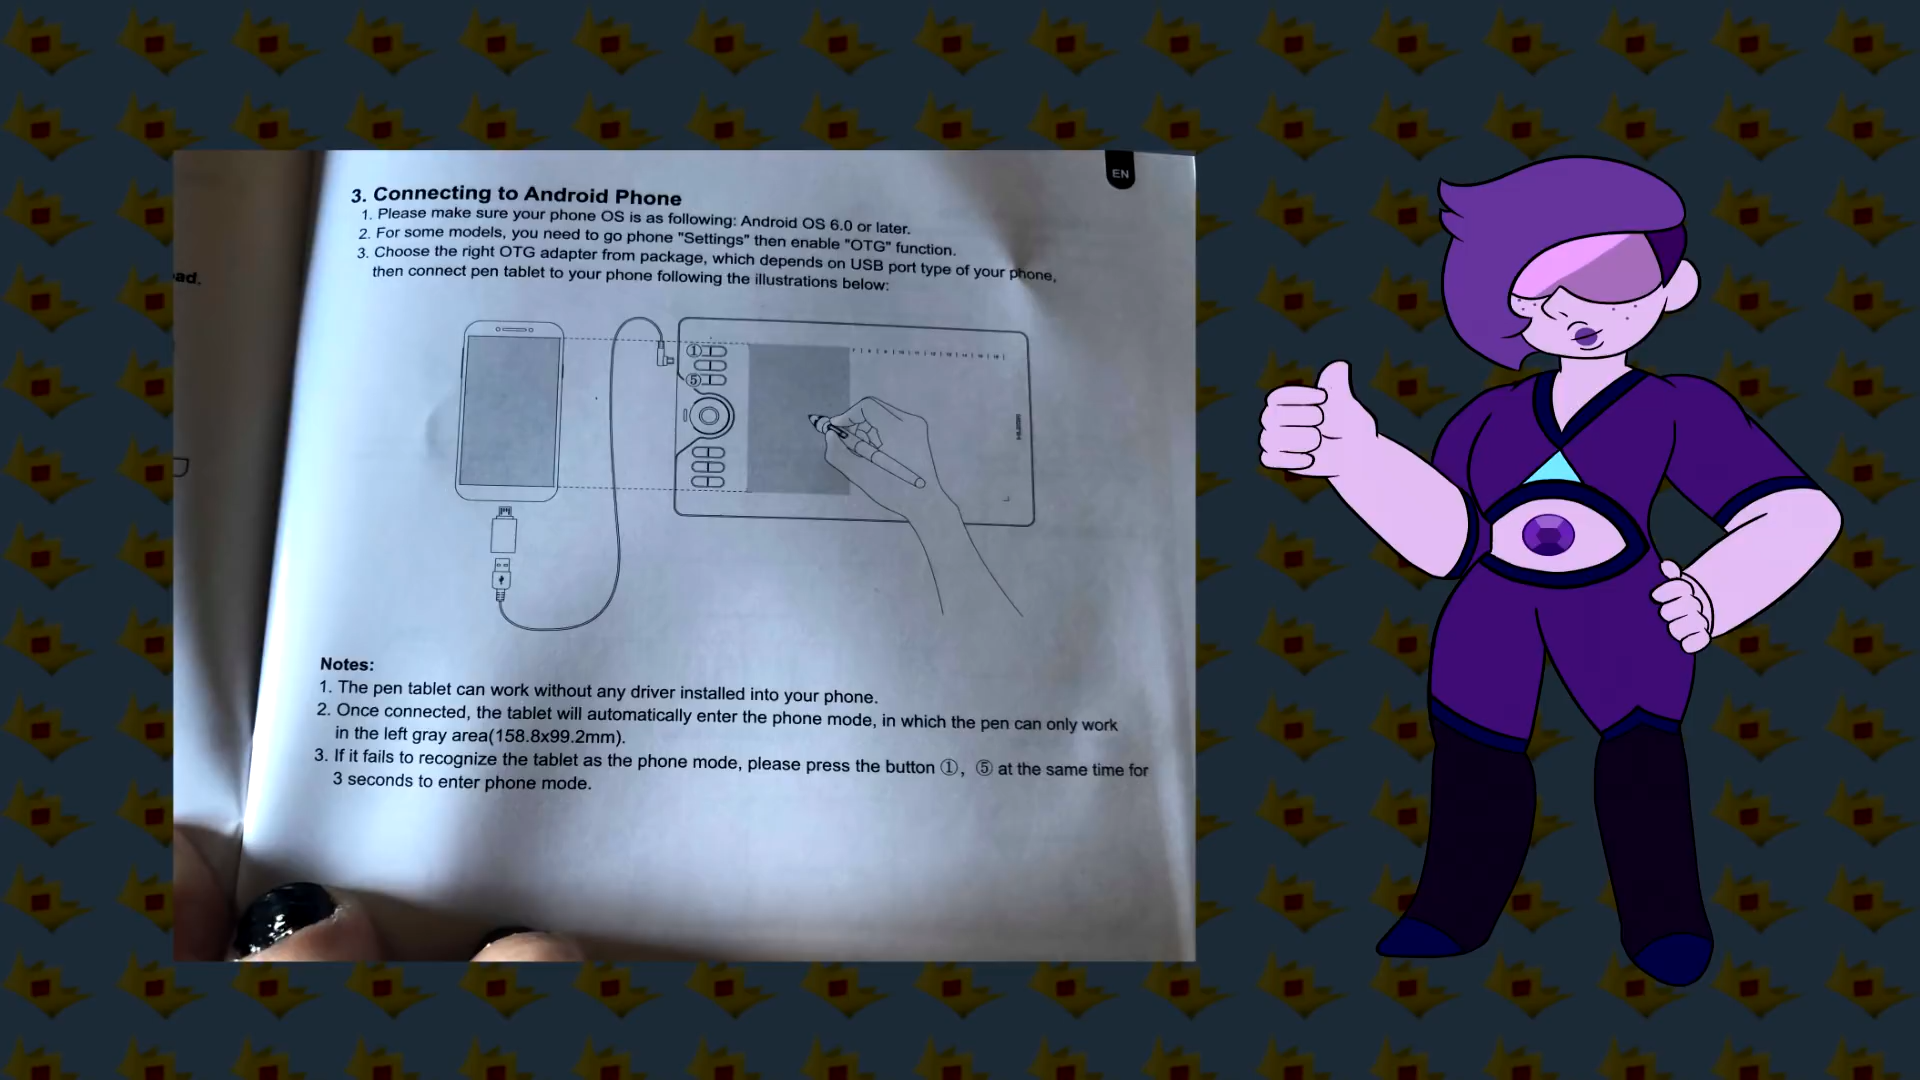 EN
ad.
3. Connecting to Android Phone
1. Please make sure your phone OS is as following: Android OS 6.0 or later.
2. For some models, you need to go phone "Settings" then enable "OTG" function.
3. Choose the right OTG adapter from package, which depends on USB port type of your phone,
then connect pen tablet to your phone following the illustrations below:
①
⑤
HUION
Notes:
1. The pen tablet can work without any driver installed into your phone.
2. Once connected, the tablet will automatically enter the phone mode, in which the pen can only work
in the left gray area(158.8x99.2mm).
3. If it fails to recognize the tablet as the phone mode, please press the button ①, ⑤ at the same time for
3 seconds to enter phone mode.